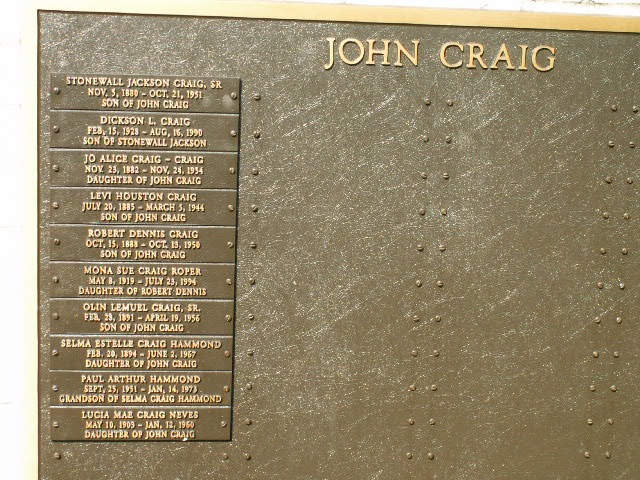 JOHN CRAIG
STONEWALL JACKSON CRAIG, SR
NOV. 5, 1880 - OCT. 21, 1951
SON OF JOHN CRAIG
DICKSON L. CRAIG
FEB. 15, 1928 - AUG. 16, 1990
SON OF STONEWALL JACKSON
JO ALICE CRAIG - CRAIG
NOV. 23, 1882 - NOV. 24, 1954
DAUGHTER OF JOHN CRAIG
LEVI HOUSTON CRAIG
JULY 20, 1885 - MARCH 5, 1944
SON OF JOHN CRAIG
ROBERT DENNIS CRAIG
OCT. 15, 1888 - OCT. 13, 1950
SON OF JOHN CRAIG
MONA SUE CRAIG ROPER
MAY 8, 1919 - JULY 23, 1994
DAUGHTER OF ROBERT DENNIS
OLIN LEMUEL CRAIG, SR.
FEB. 28, 1891 - APRIL 19, 1956
SON OF JOHN CRAIG
SELMA ESTELLE CRAIG HAMMOND
FEB. 20, 1894 - JUNE 2, 1967
DAUGHTER OF JOHN CRAIG
PAUL ARTHUR HAMMOND
SEPT. 25, 1951 - JAN. 14, 1973
GRANDSON OF SELMA CRAIG HAMMOND
LUCIA MAE CRAIG NEVES
MAY 10, 1903 - JAN. 12, 1960
DAUGHTER OF JOHN CRAIG